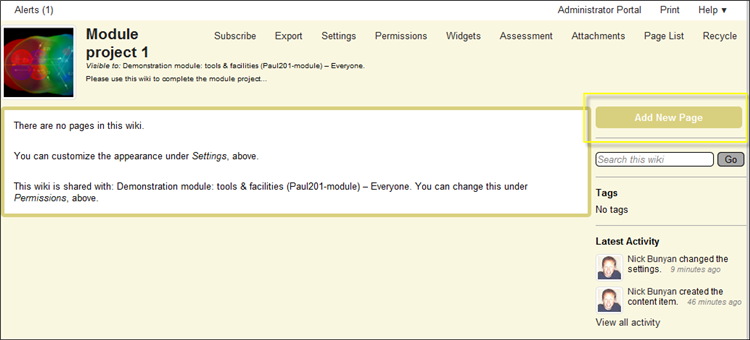 Alerts (1)
Administrator Portal Print Help ▼
Module
project 1
Subscribe Export Settings Permissions Widgets Assessment Attachments Page List Recycle
Visible to: Demonstration module: tools & facilities (Paul201-module) – Everyone.
Please use this wiki to complete the module project...
There are no pages in this wiki.
You can customize the appearance under Settings, above.
This wiki is shared with: Demonstration module: tools & facilities (Paul201-module) – Everyone. You can change this under
Permissions, above.
Add New Page
Search this wiki Go
Tags
No tags
Latest Activity
Nick Bunyan changed the
settings. 9 minutes ago
Nick Bunyan created the
content item. 46 minutes ago
View all activity